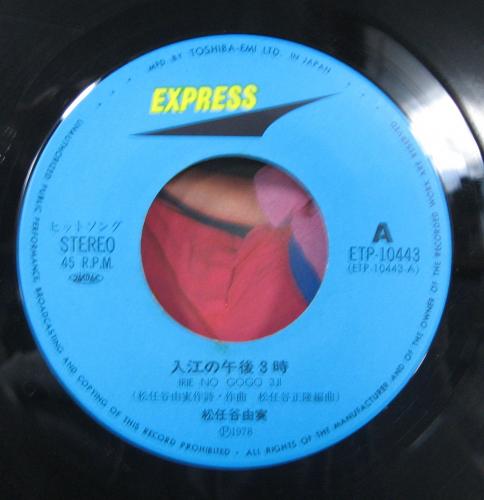 MFD BY TOSHIBA-EMI LTD. IN JAPAN
EXPRESS
ヒットソング
STEREO
45 R.P.M.
A
ETP-10443
(ETP-10443-A)
入江の午後3時
IRIE NO GOGO 3JI
(松任谷由実作詩・作曲 松任谷正隆編曲)
松任谷由実
Ⓟ1978
UNAUTHORIZED PUBLIC PERFORMANCE, BROADCASTING AND COPYING OF THIS RECORD PROHIBITED - ALL RIGHTS OF THE MANUFACTURER AND OF THE OWNER OF THE RECORDED WORK ARE RESERVED